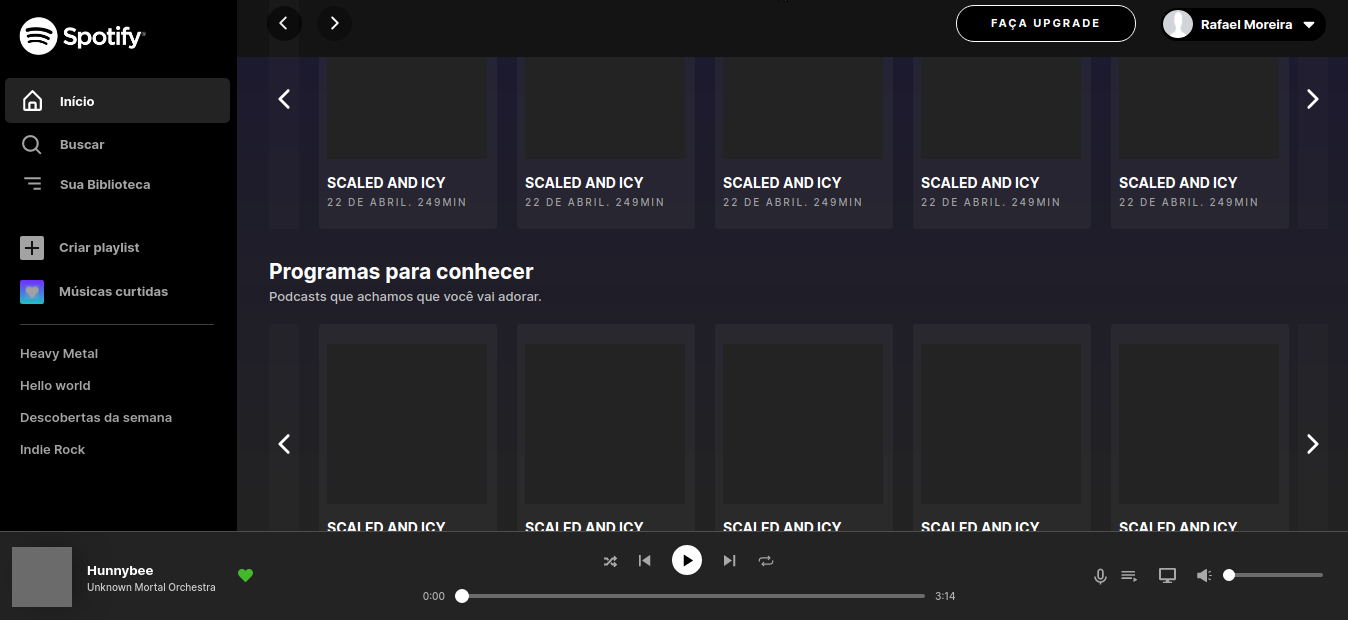 Spotify
FAÇA UPGRADE
Rafael Moreira
Início
Buscar
Sua Biblioteca
Criar playlist
Músicas curtidas
Heavy Metal
Hello world
Descobertas da semana
Indie Rock
SCALED AND ICY SCALED AND ICY SCALED AND ICY SCALED AND ICY SCALED AND ICY
22 DE ABRIL. 249MIN 22 DE ABRIL. 249MIN 22 DE ABRIL. 249MIN 22 DE ABRIL. 249MIN 22 DE ABRIL. 249MIN
Programas para conhecer
Podcasts que achamos que você vai adorar.
SCALED AND ICY SCALED AND ICY SCALED AND ICY SCALED AND ICY SCALED AND ICY
Hunnybee
Unknown Mortal Orchestra
0:00 3:14